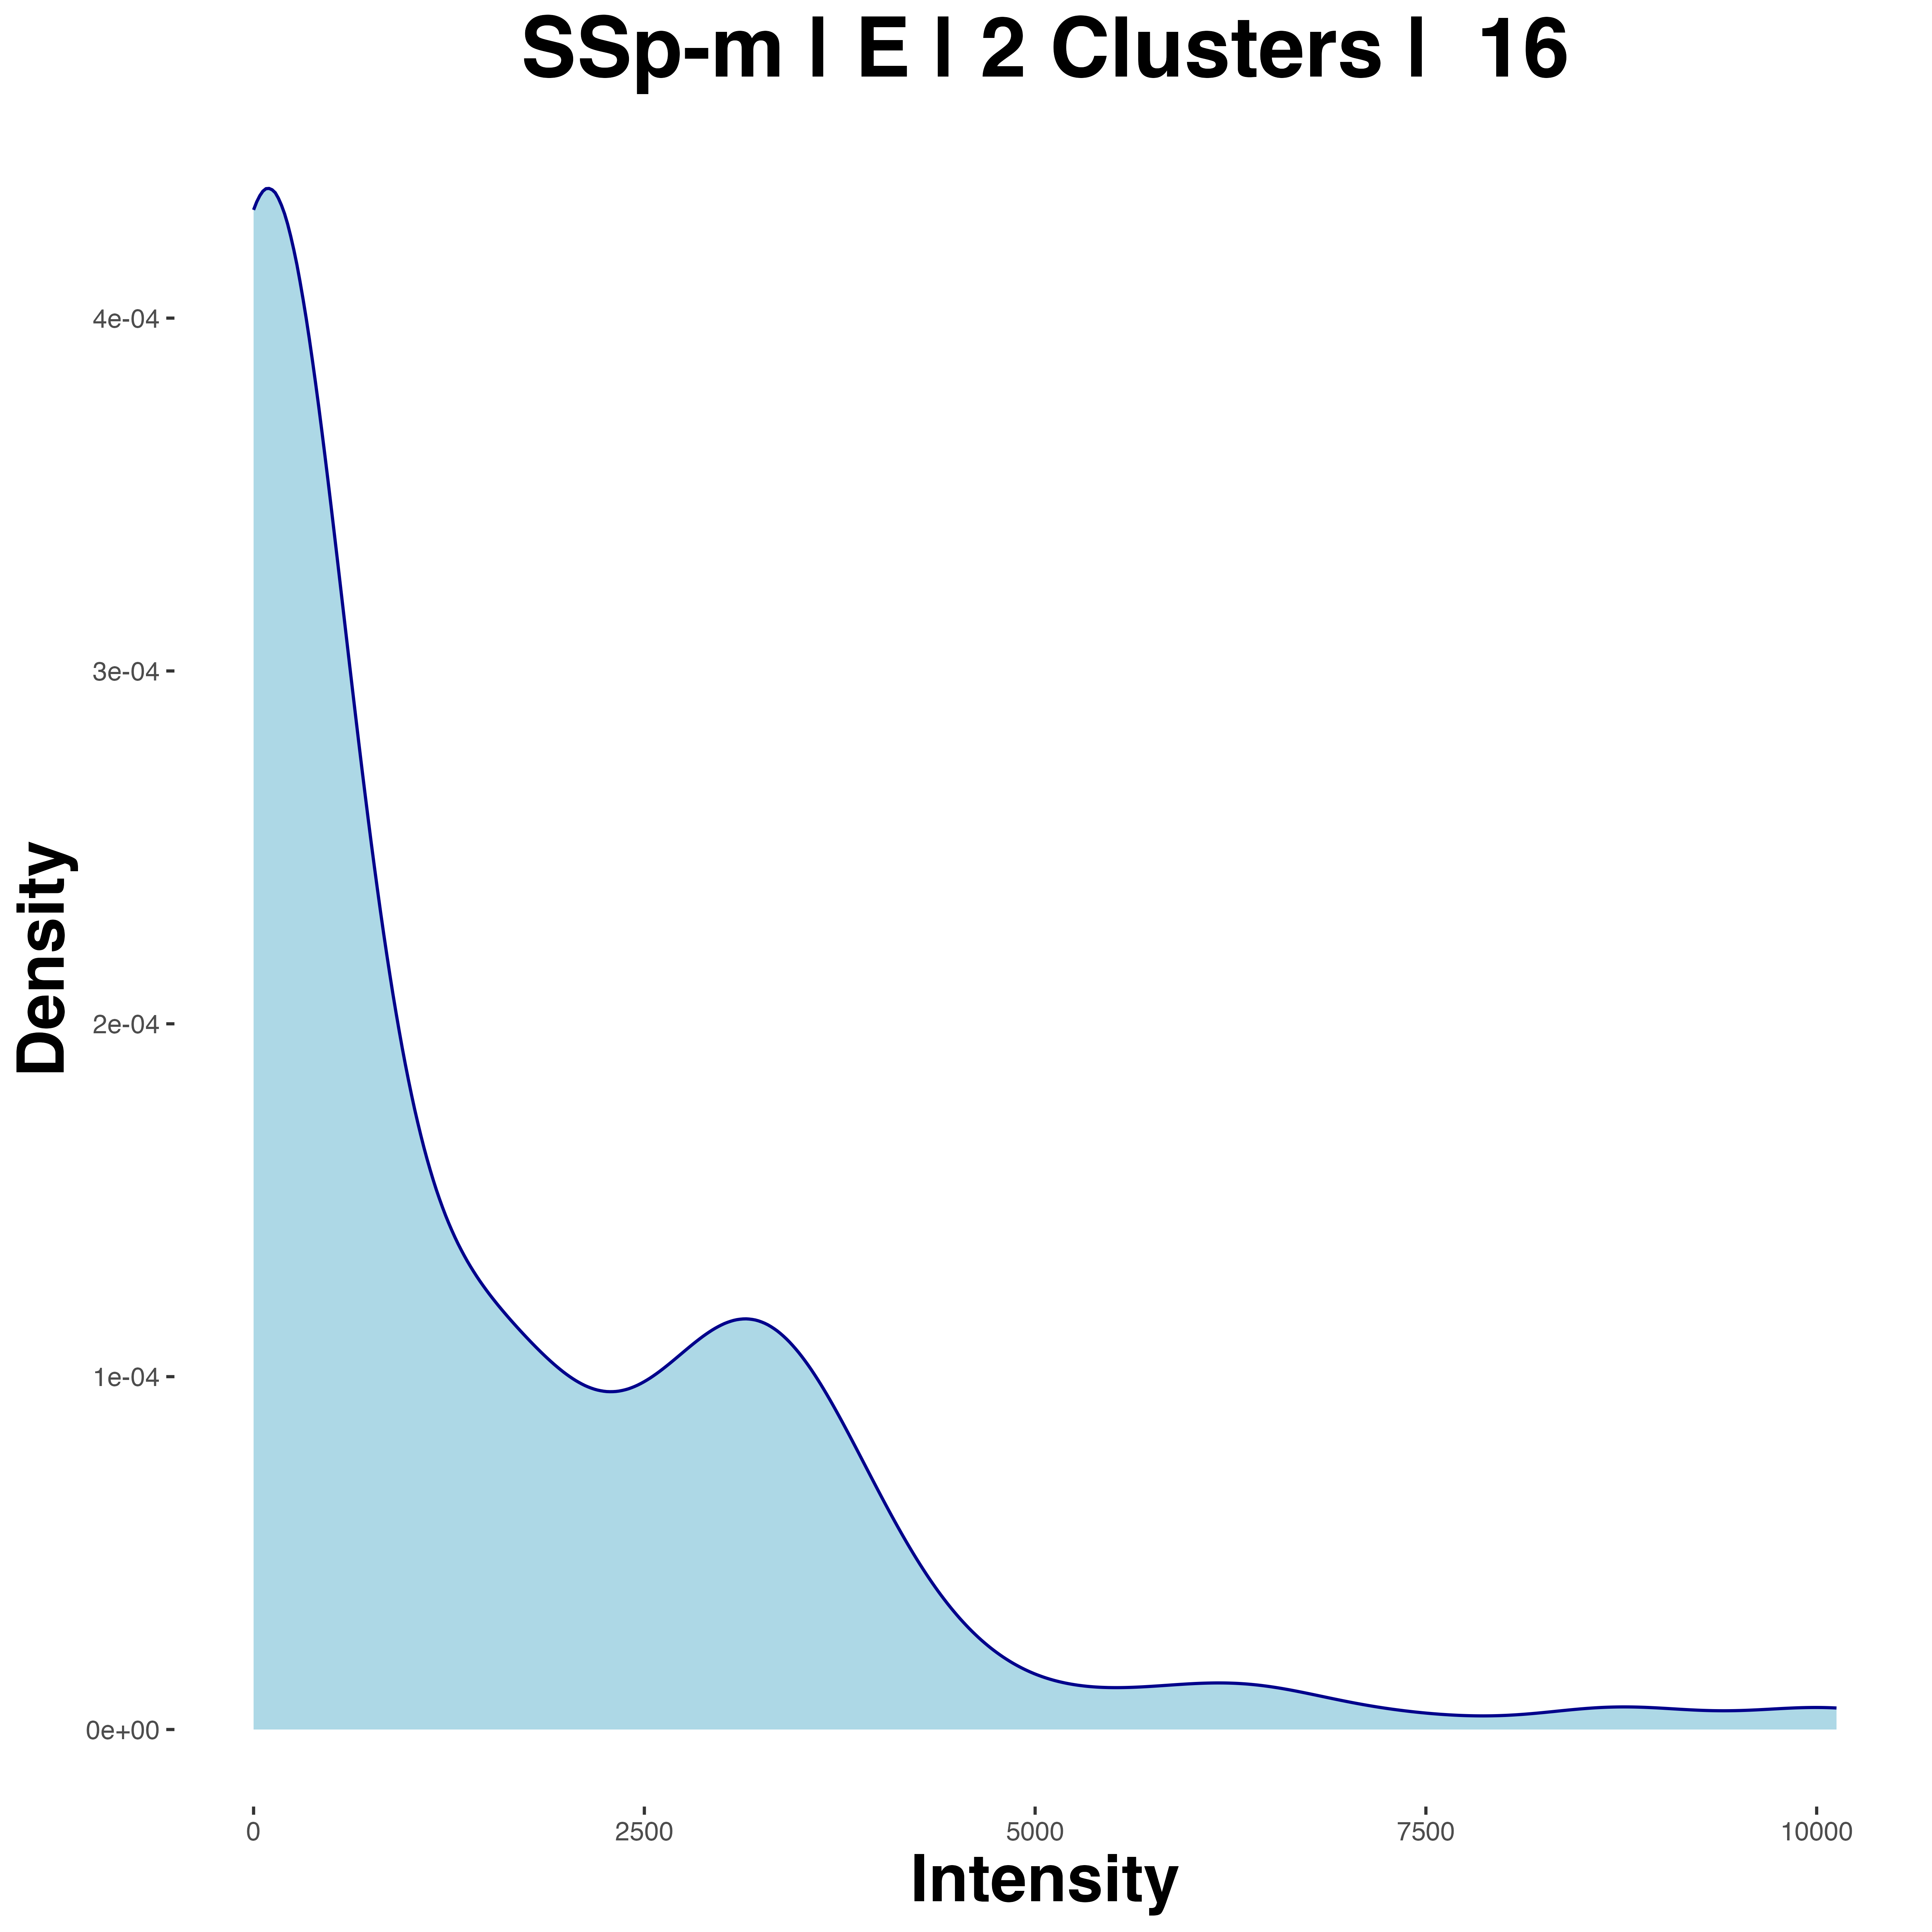 SSp-m | E | 2 Clusters |  16
4e-04
3e-04
2e-04
1e-04
0e+00
Density
0 2500 5000 7500 10000
Intensity